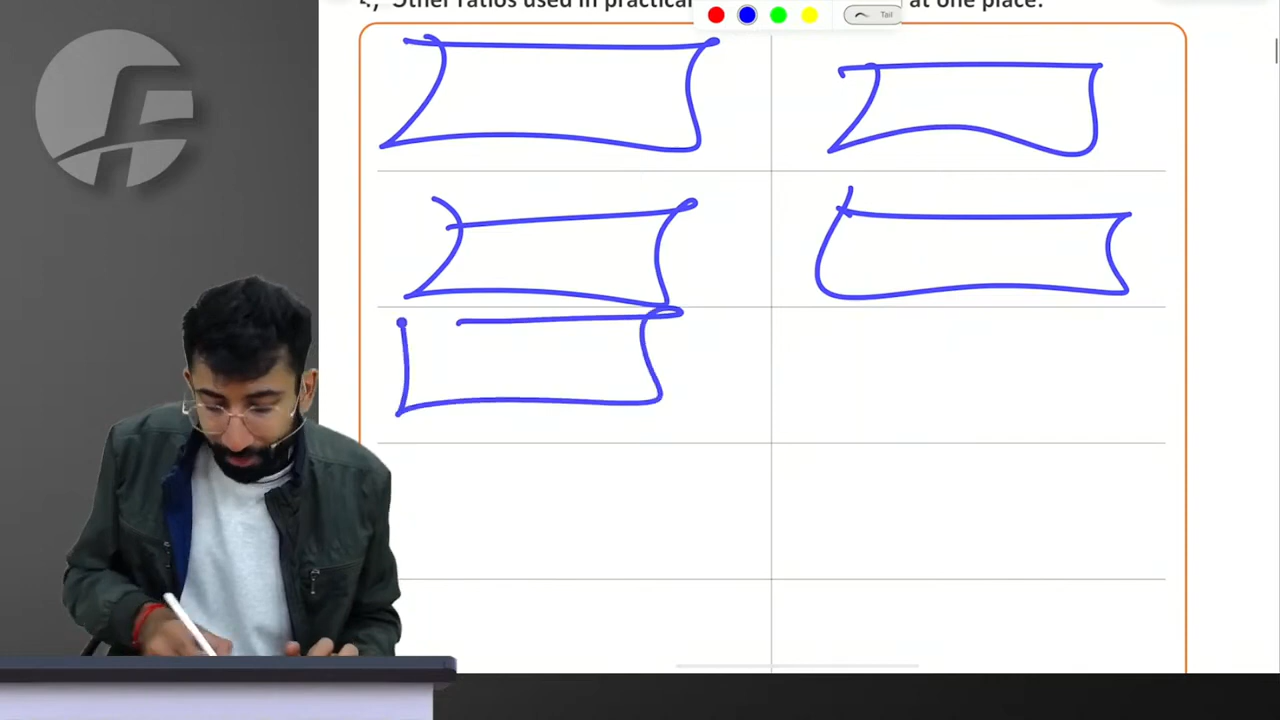 Other ratios used in practical at one place.
Tail